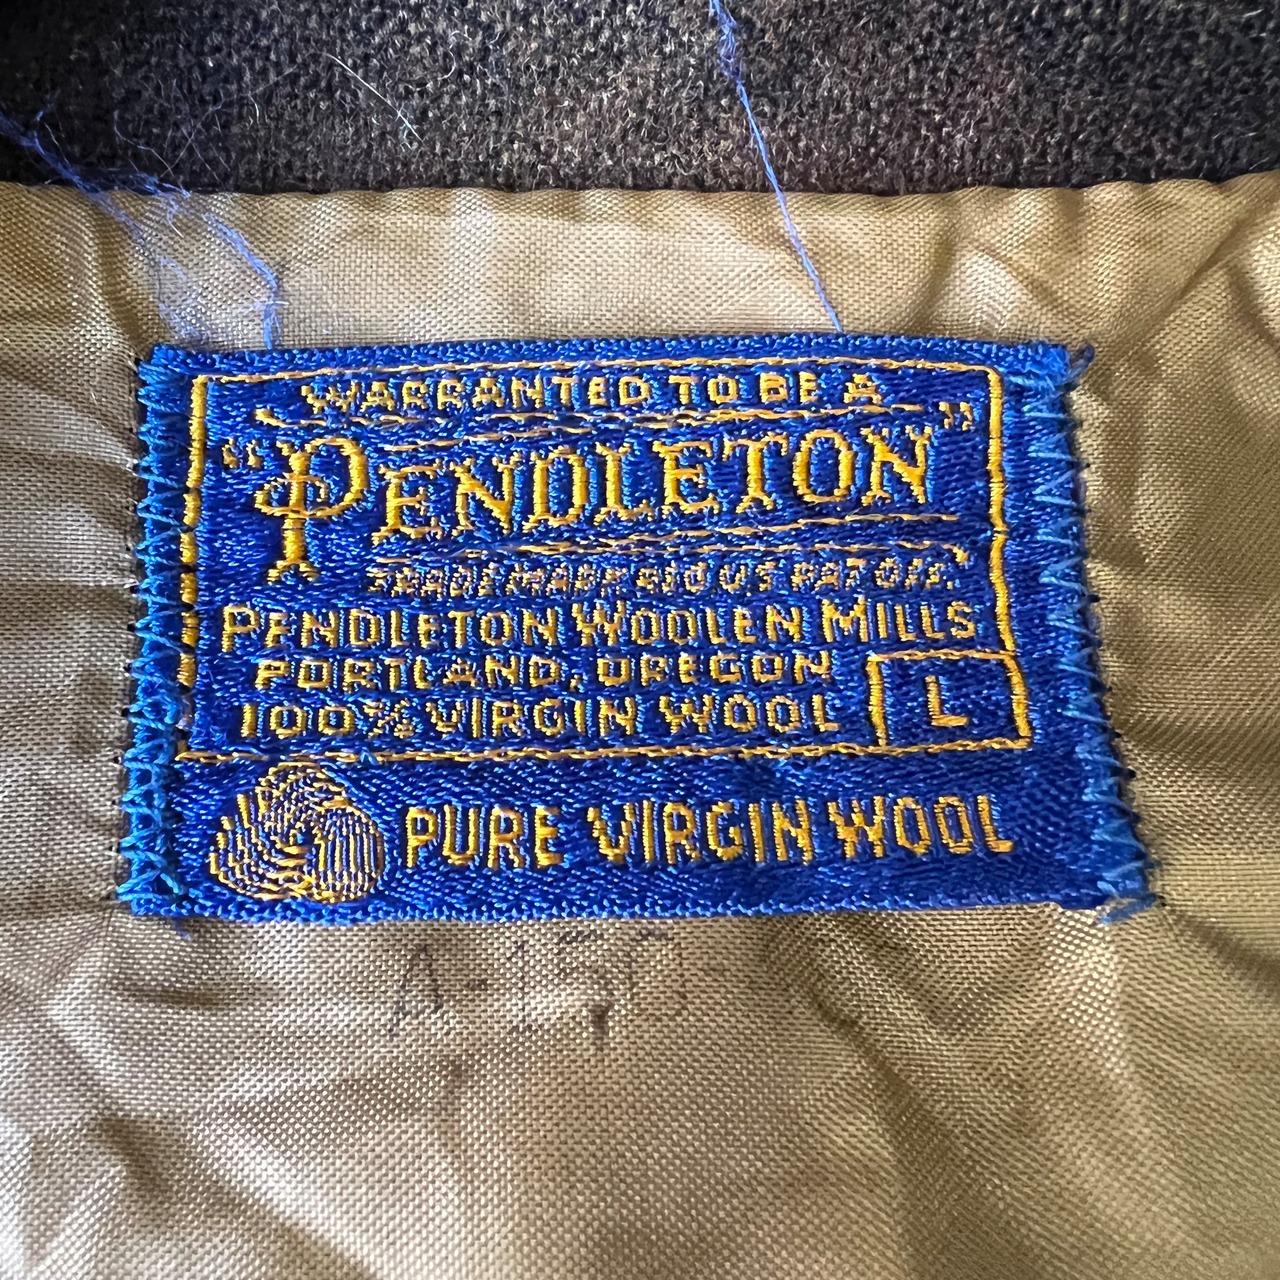 WARRANTED TO BE A
"PENDLETON"
TRADE MARK REG U.S. PAT OFF.
PENDLETON WOOLEN MILLS
PORTLAND, OREGON
100% VIRGIN WOOL
L
PURE VIRGIN WOOL